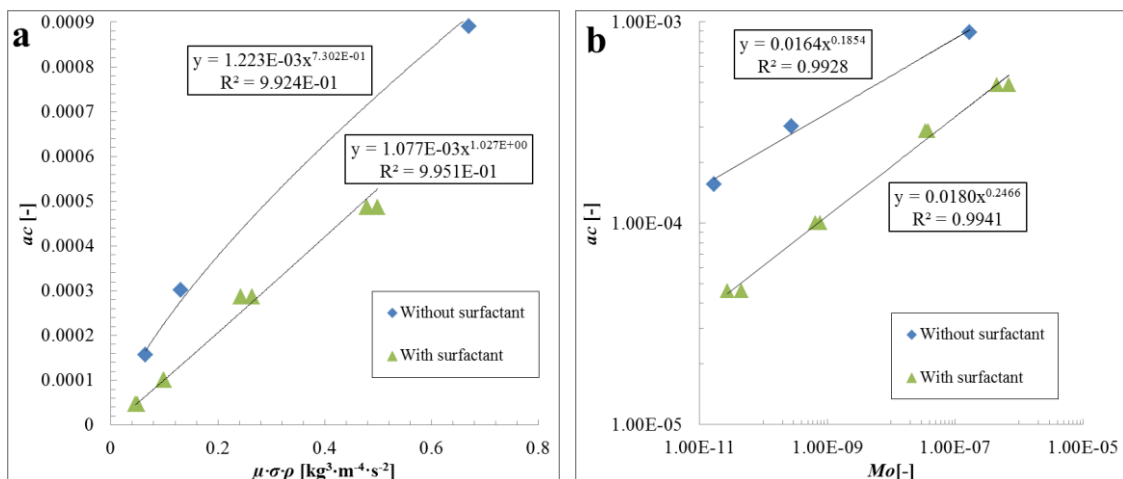 a
0.0009
0.0008
0.0007
0.0006
0.0005
0.0004
0.0003
0.0002
0.0001
0
ac [-]
y = 1.223E-03x^7.302E-01
R² = 9.924E-01
y = 1.077E-03x^1.027E+00
R² = 9.951E-01
Without surfactant
With surfactant
0 0.2 0.4 0.6 0.8
μ·σ·ρ [kg³·m⁻⁴·s⁻²]
b
1.00E-03
1.00E-04
1.00E-05
ac [-]
y = 0.0164x^0.1854
R² = 0.9928
y = 0.0180x^0.2466
R² = 0.9941
Without surfactant
With surfactant
1.00E-11 1.00E-09 1.00E-07 1.00E-05
Mo[-]